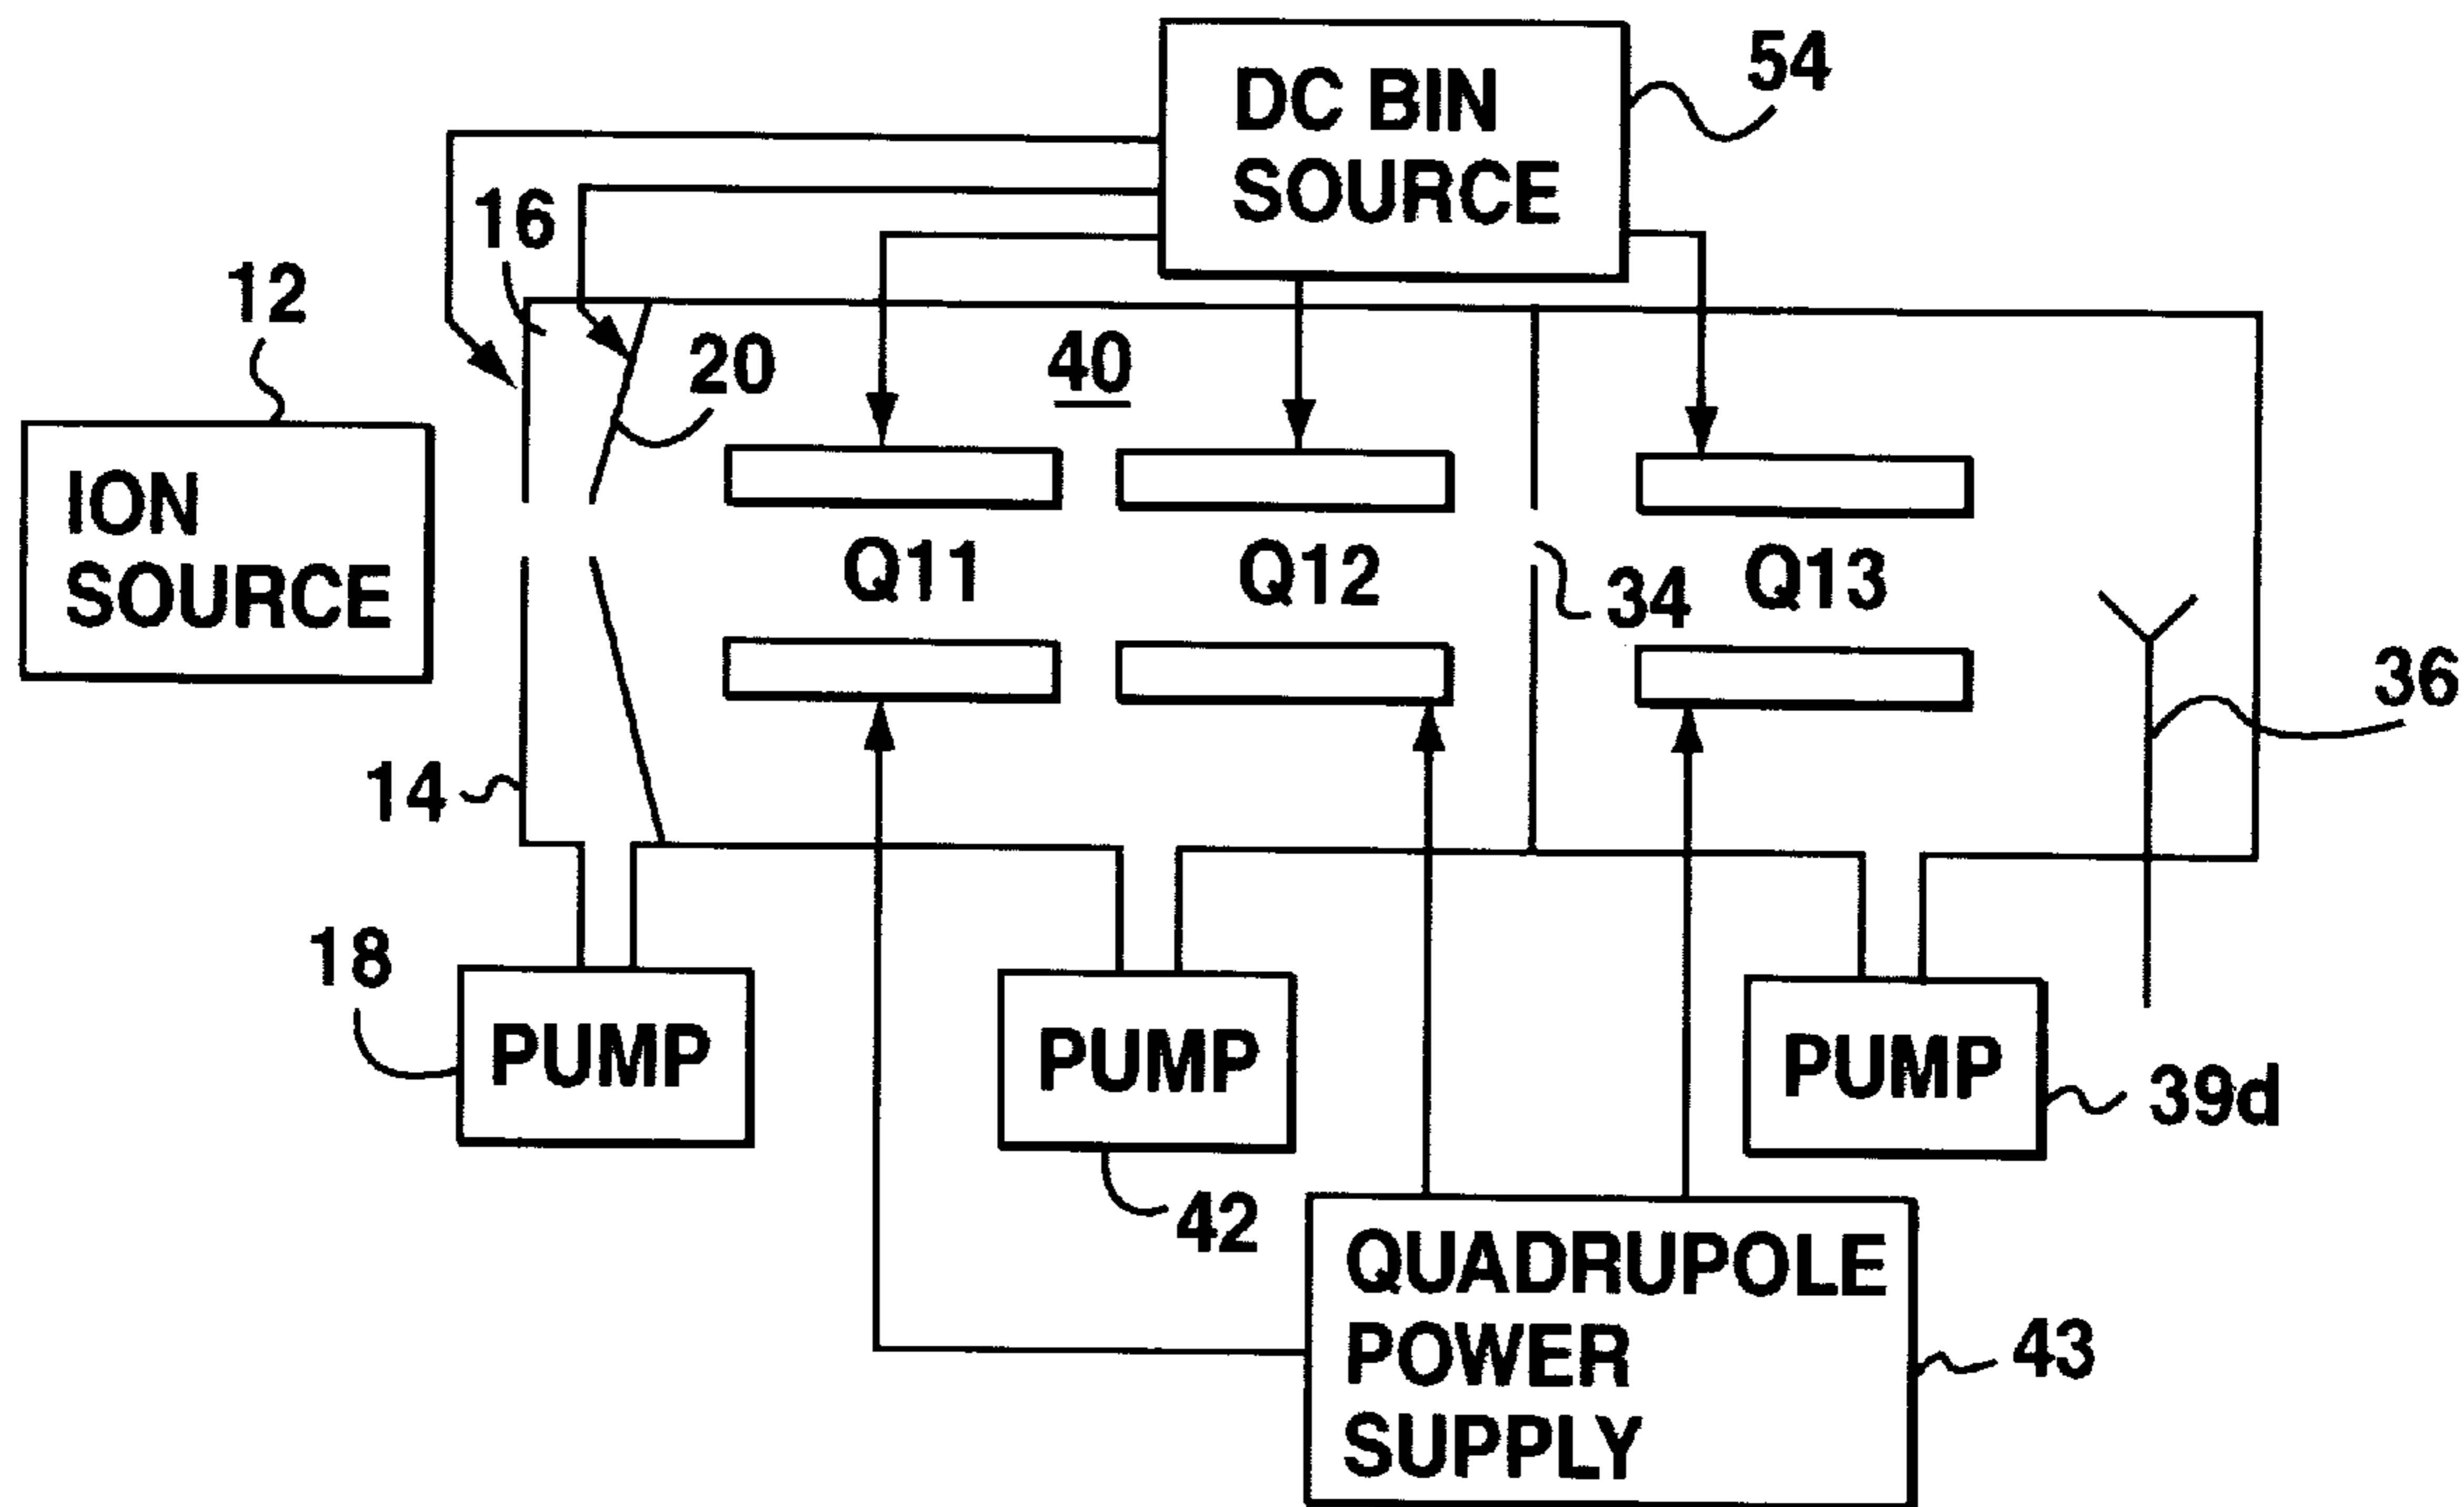 DC BIN
SOURCE
54
16
12
20
40
ION
SOURCE
Q11
Q12
34
Q13
36
14
18
PUMP
PUMP
PUMP
39d
42
QUADRUPOLE
POWER
SUPPLY
43